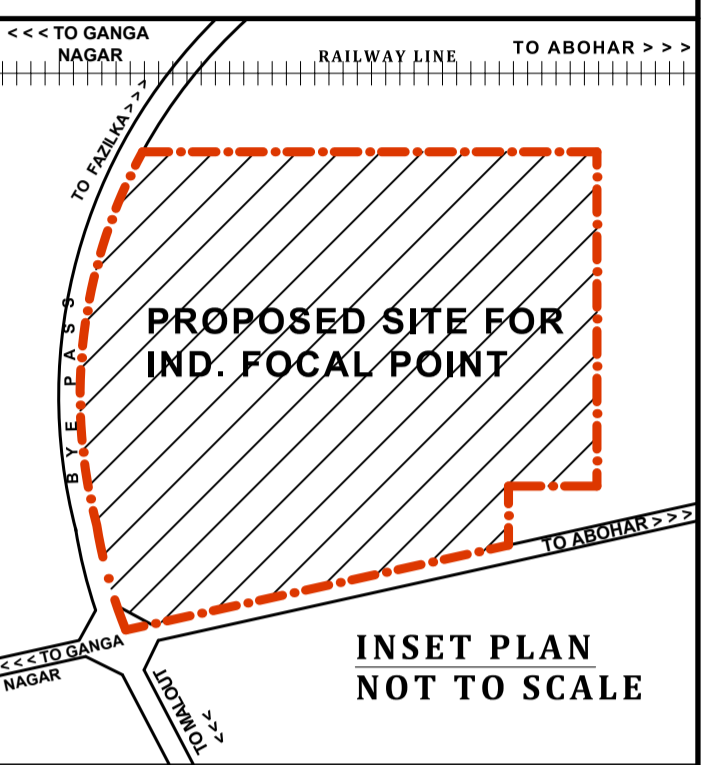 <<< TO GANGA
NAGAR
RAILWAY LINE
TO ABOHAR >>>
TO FAZILKA >>>
BYE PASS
PROPOSED SITE FOR
IND. FOCAL POINT
TO ABOHAR >>>
<<< TO GANGA
NAGAR
TO MALOUT
<<<
INSET PLAN
NOT TO SCALE